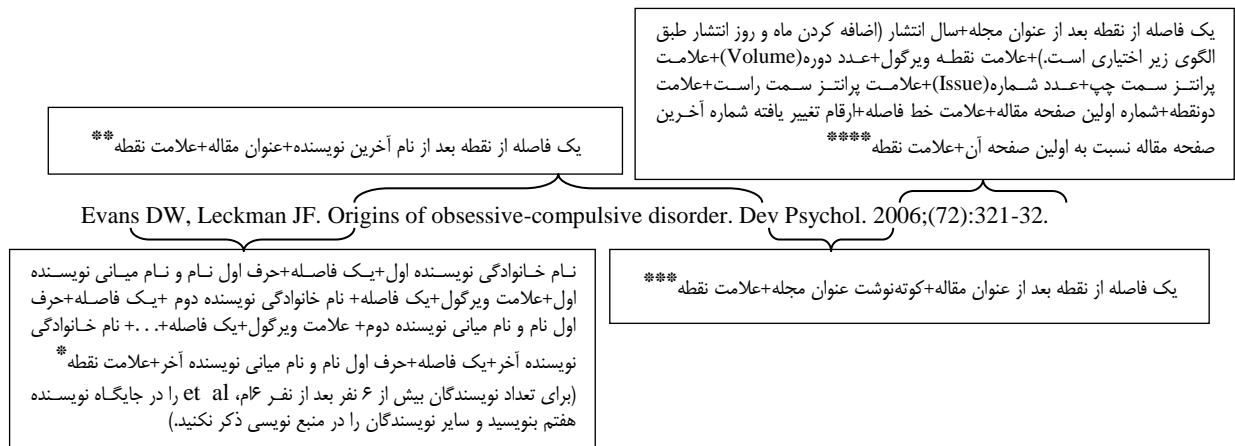 یک فاصله از نقطه بعد از عنوان مجله+سال انتشار (اضافه کردن ماه و روز انتشار طبق
الگوی زیر اختیاری است.)+علامت نقطه ویرگول+عدد دوره(Volume)+علامت
پرانتز سمت چپ+عدد شماره(Issue)+علامت پرانتز سمت راست+علامت
دونقطه+شماره اولین صفحه مقاله+علامت خط فاصله+ارقام تغییر یافته شماره آخرین
صفحه مقاله نسبت به اولین صفحه آن+علامت نقطه****
یک فاصله از نقطه بعد از نام آخرین نویسنده+عنوان مقاله+علامت نقطه**
Evans DW, Leckman JF. Origins of obsessive-compulsive disorder. Dev Psychol. 2006;(72):321-32.
نام خانوادگی نویسنده اول+یک فاصله+حرف اول نام و نام میانی نویسنده
اول+علامت ویرگول+یک فاصله+ نام خانوادگی نویسنده دوم +یک فاصله+حرف
اول نام و نام میانی نویسنده دوم+ علامت ویرگول+یک فاصله+. . .+ نام خانوادگی
نویسنده آخر+یک فاصله+حرف اول نام و نام میانی نویسنده آخر+علامت نقطه*
(برای تعداد نویسندگان بیش از ۶ نفر بعد از نفر ۶ام، et al را در جایگاه نویسنده
هفتم بنویسید و سایر نویسندگان را در منبع نویسی ذکر نکنید.)
یک فاصله از نقطه بعد از عنوان مقاله+کوته‌نوشت عنوان مجله+علامت نقطه***